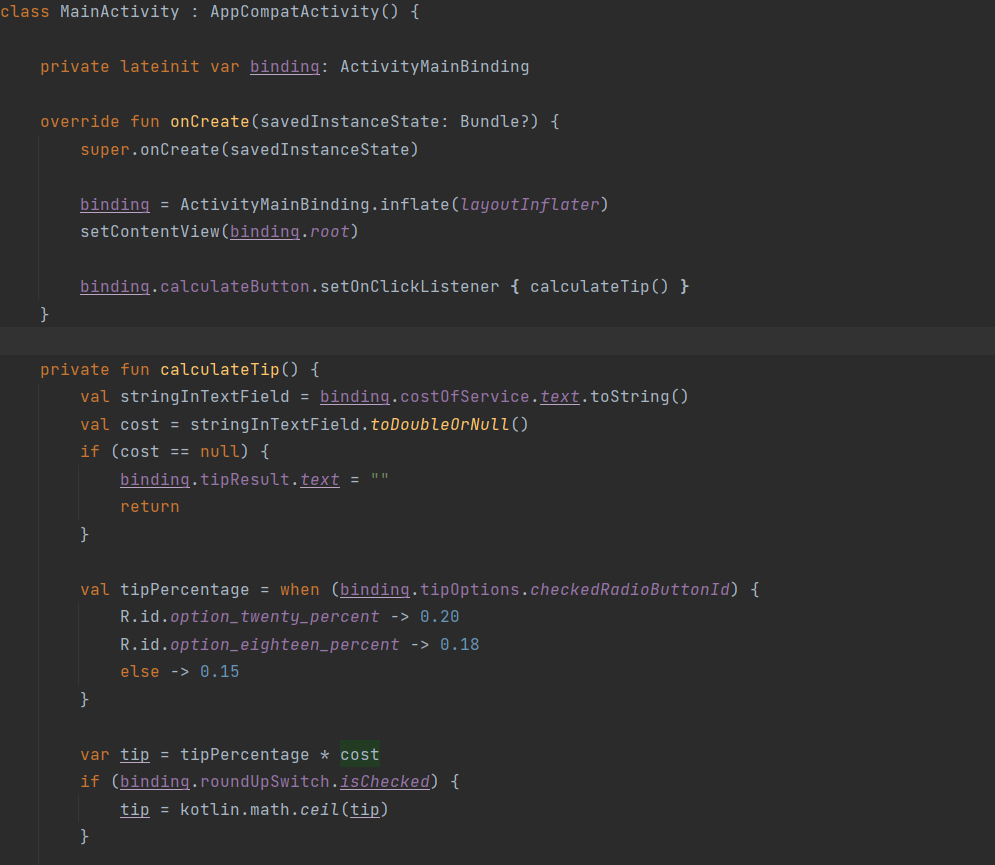 class MainActivity : AppCompatActivity() {
    private lateinit var binding: ActivityMainBinding
    override fun onCreate(savedInstanceState: Bundle?) {
        super.onCreate(savedInstanceState)
        binding = ActivityMainBinding.inflate(layoutInflater)
        setContentView(binding.root)
        binding.calculateButton.setOnClickListener { calculateTip() }
    }
    private fun calculateTip() {
        val stringInTextField = binding.costOfService.text.toString()
        val cost = stringInTextField.toDoubleOrNull()
        if (cost == null) {
            binding.tipResult.text = ""
            return
        }
        val tipPercentage = when (binding.tipOptions.checkedRadioButtonId) {
            R.id.option_twenty_percent -> 0.20
            R.id.option_eighteen_percent -> 0.18
            else -> 0.15
        }
        var tip = tipPercentage * cost
        if (binding.roundUpSwitch.isChecked) {
            tip = kotlin.math.ceil(tip)
        }